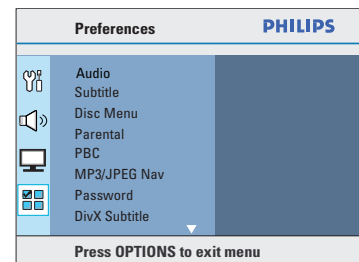 Preferences PHILIPS
Audio
Subtitle
Disc Menu
Parental
PBC
MP3/JPEG Nav
Password
DivX Subtitle
Press OPTIONS to exit menu